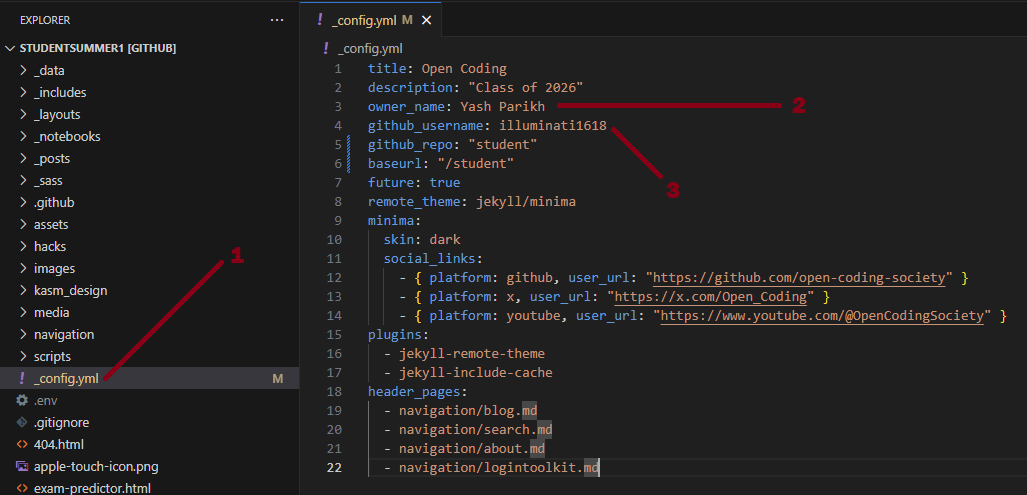 EXPLORER
...
STUDENTSUMMER1 [GITHUB]
_data
_includes
_layouts
_notebooks
_posts
_sass
.github
assets
hacks
images
kasm_design
media
navigation
scripts
! _config.yml M
.env
.gitignore
<> 404.html
apple-touch-icon.png
<> exam-predictor.html
1
! _config.yml M ×
! _config.yml
1 title: Open Coding
2 description: "Class of 2026"
3 owner_name: Yash Parikh
2
4 github_username: illuminati1618
3
5 github_repo: "student"
6 baseurl: "/student"
7 future: true
8 remote_theme: jekyll/minima
9 minima:
10 skin: dark
11 social_links:
12 - { platform: github, user_url: "https://github.com/open-coding-society" }
13 - { platform: x, user_url: "https://x.com/Open_Coding" }
14 - { platform: youtube, user_url: "https://www.youtube.com/@OpenCodingSociety" }
15 plugins:
16 - jekyll-remote-theme
17 - jekyll-include-cache
18 header_pages:
19 - navigation/blog.md
20 - navigation/search.md
21 - navigation/about.md
22 - navigation/logintoolkit.md